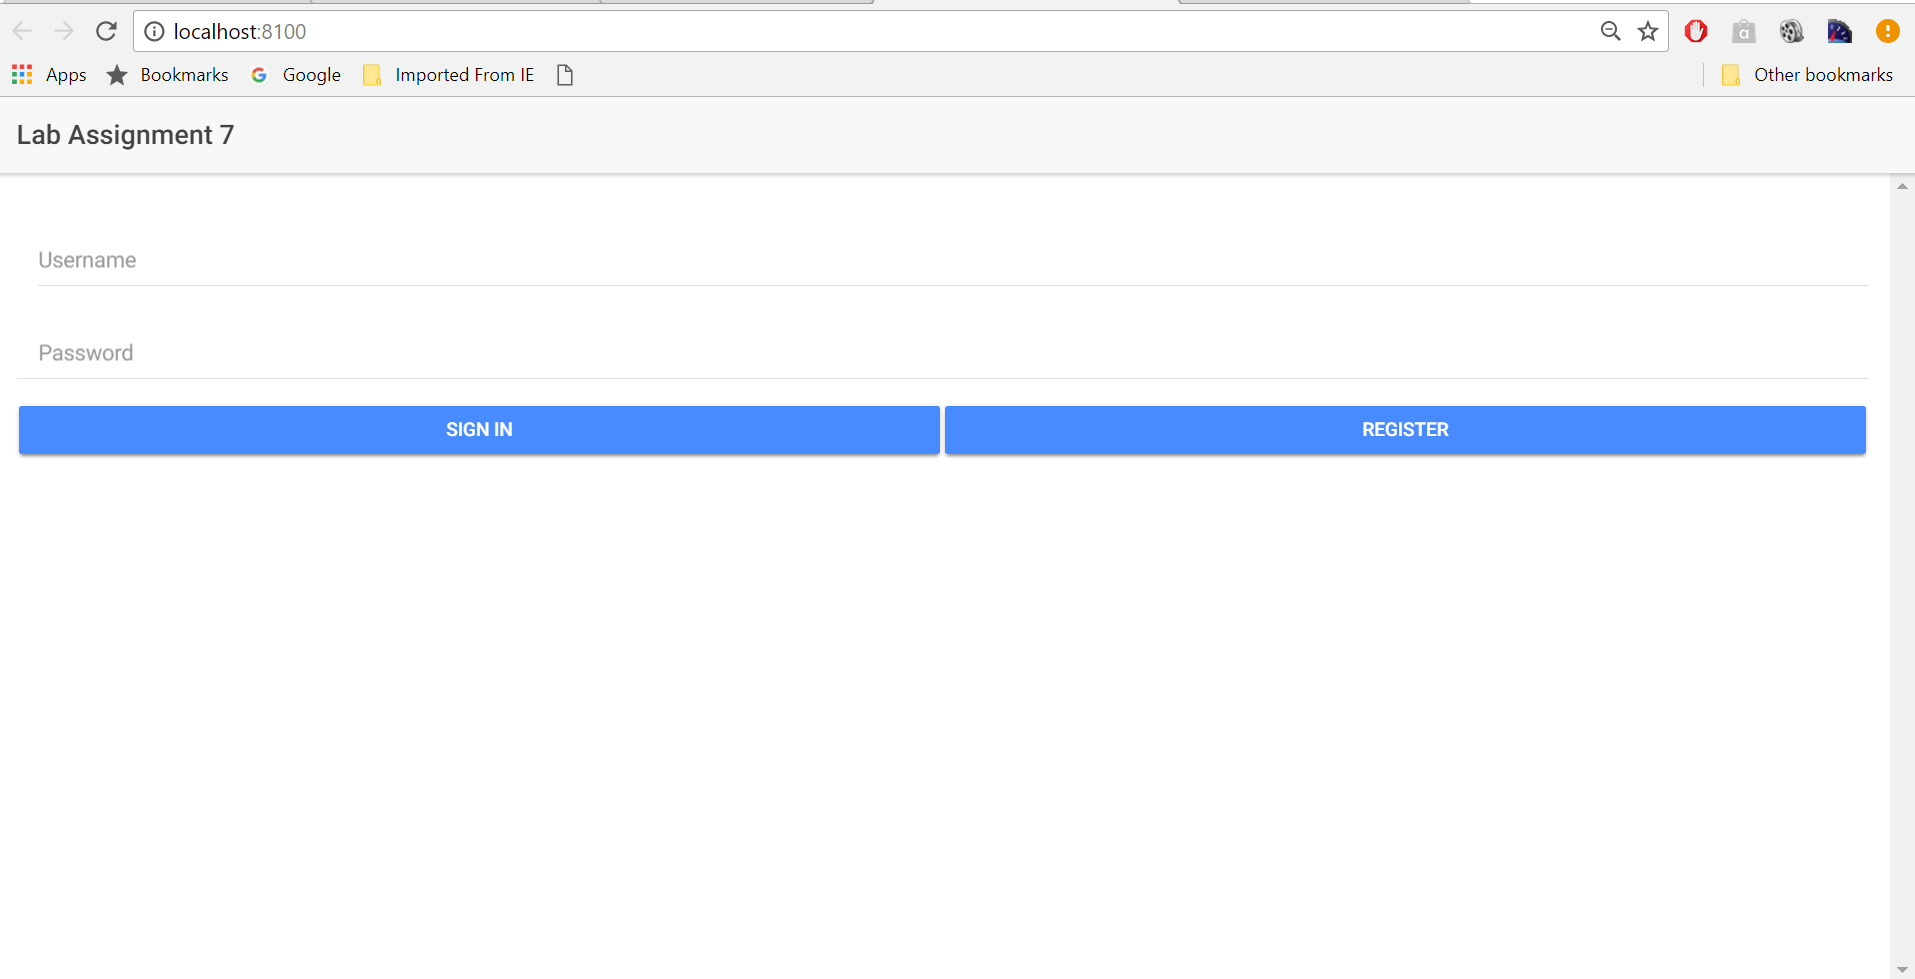 localhost:8100
Apps Bookmarks Google Imported From IE Other bookmarks
Lab Assignment 7
Username
Password
SIGN IN REGISTER